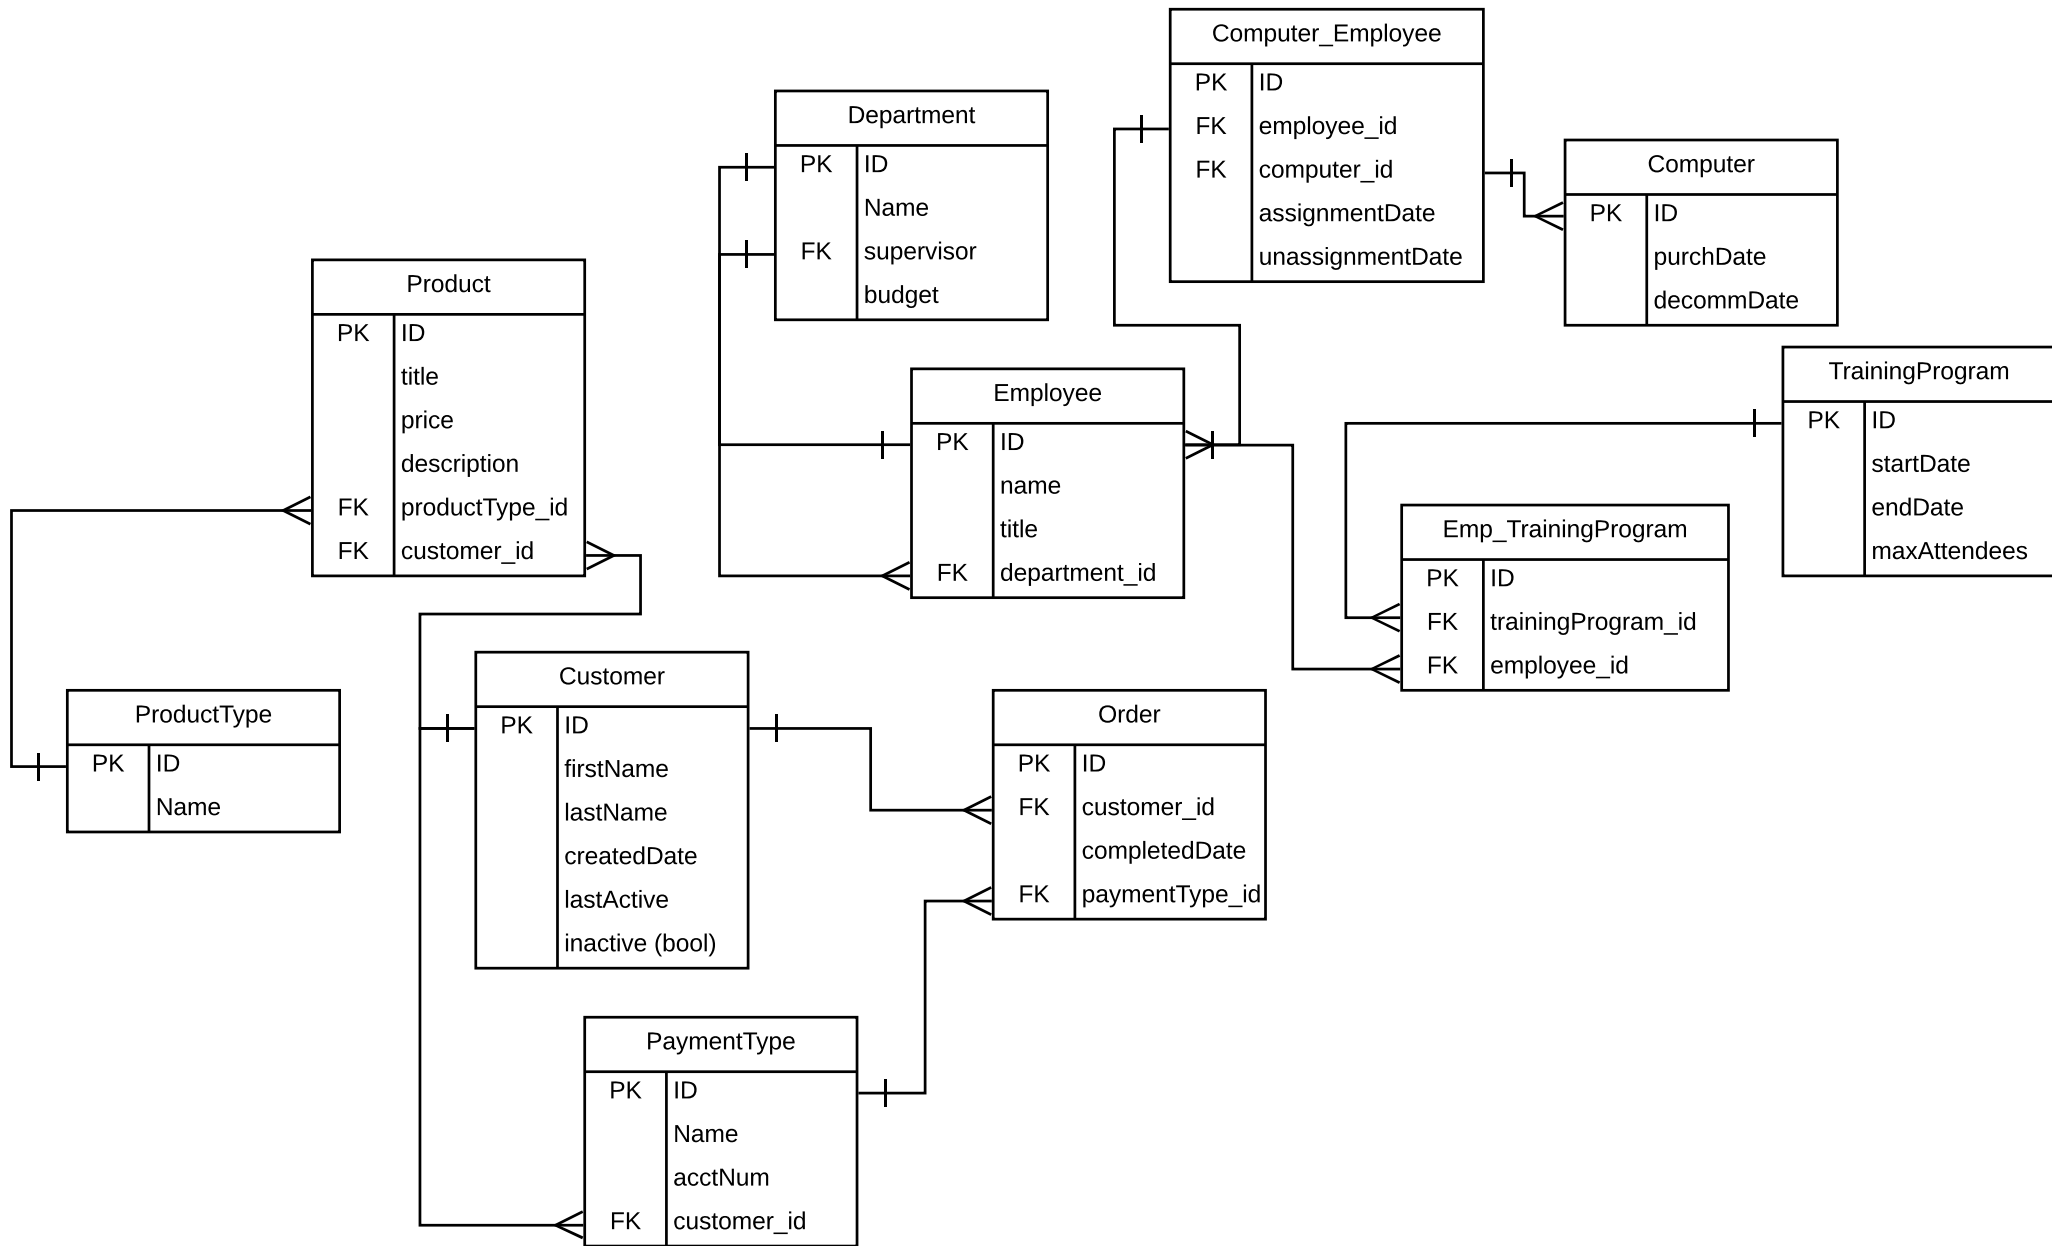 Computer_Employee
PK ID
FK employee_id
FK computer_id
assignmentDate
unassignmentDate
Department
PK ID
Name
FK supervisor
budget
Computer
PK ID
purchDate
decommDate
Product
PK ID
title
price
description
FK productType_id
FK customer_id
Employee
PK ID
name
title
FK department_id
TrainingProgram
PK ID
startDate
endDate
maxAttendees
Emp_TrainingProgram
PK ID
FK trainingProgram_id
FK employee_id
ProductType
PK ID
Name
Customer
PK ID
firstName
lastName
createdDate
lastActive
inactive (bool)
Order
PK ID
FK customer_id
completedDate
FK paymentType_id
PaymentType
PK ID
Name
acctNum
FK customer_id